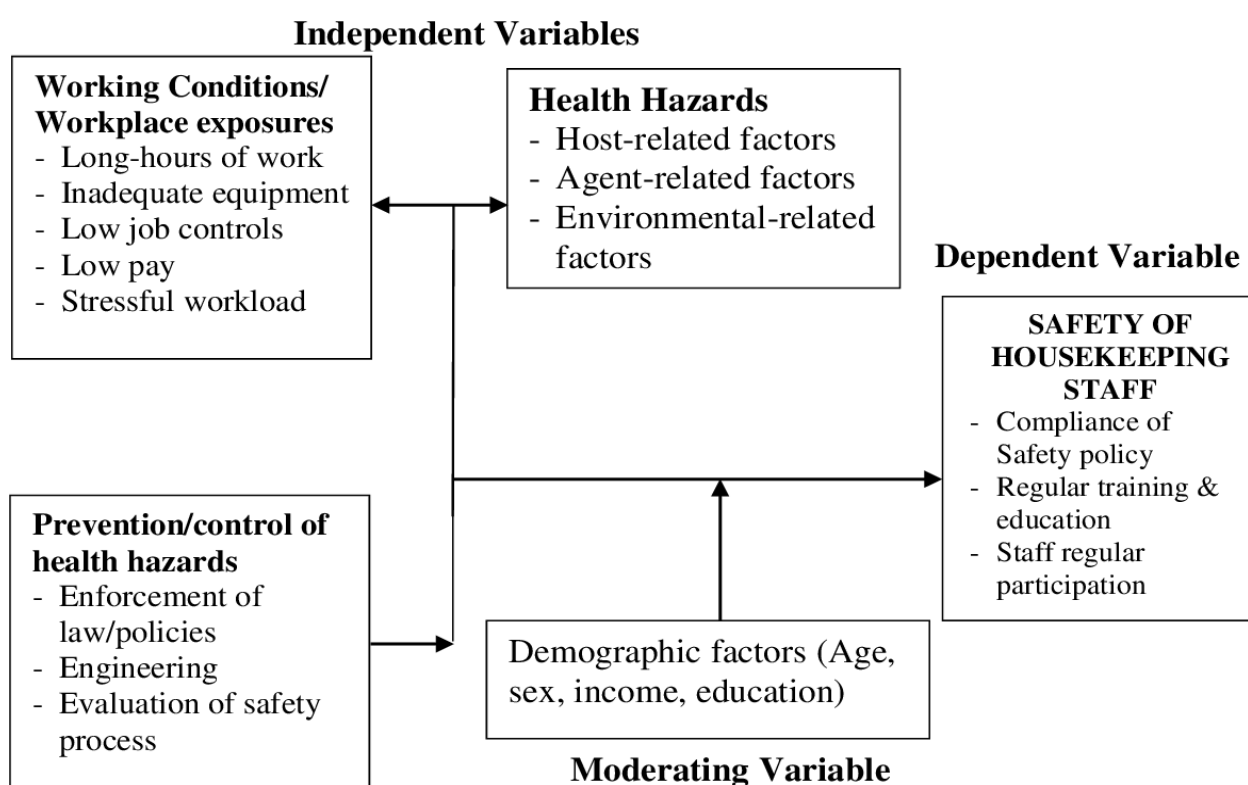 Independent Variables
Working Conditions/
Workplace exposures
- Long-hours of work
- Inadequate equipment
- Low job controls
- Low pay
- Stressful workload
Health Hazards
- Host-related factors
- Agent-related factors
- Environmental-related
factors
Dependent Variable
SAFETY OF
HOUSEKEEPING
STAFF
- Compliance of
Safety policy
- Regular training &
education
- Staff regular
participation
Prevention/control of
health hazards
- Enforcement of
law/policies
- Engineering
- Evaluation of safety
process
Demographic factors (Age,
sex, income, education)
Moderating Variable